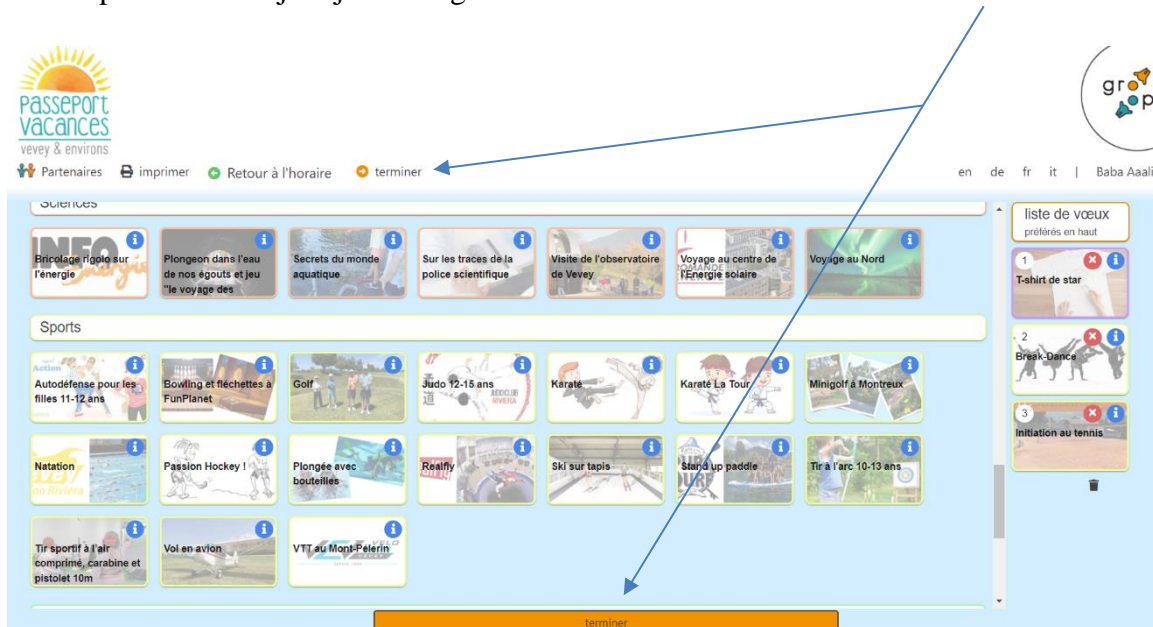 Passeport
vacances
vevey & environs
gro
Partenaires imprimer Retour à l'horaire terminer
en de fr it | Baba Aaali
Sciences
Bricolage rigolo sur
l'énergie
Plongeon dans l'eau
de nos égouts et jeu
"le voyage des
Secrets du monde
aquatique
Sur les traces de la
police scientifique
Visite de l'observatoire
de Vevey
Voyage au centre de
l'Energie solaire
Voyage au Nord
Sports
Autodéfense pour les
filles 11-12 ans
Bowling et fléchettes à
FunPlanet
Golf
Judo 12-15 ans
Karaté
Karaté La Tour
Minigolf à Montreux
Natation
Passion Hockey !
Plongée avec
bouteilles
Realfly
Ski sur tapis
Stand up paddle
Tir à l'arc 10-13 ans
Tir sportif à l'air
comprimé, carabine et
pistolet 10m
Vol en avion
VTT au Mont-Pèlerin
liste de vœux
préférés en haut
1
T-shirt de star
2
Break-Dance
3
Initiation au tennis
terminer